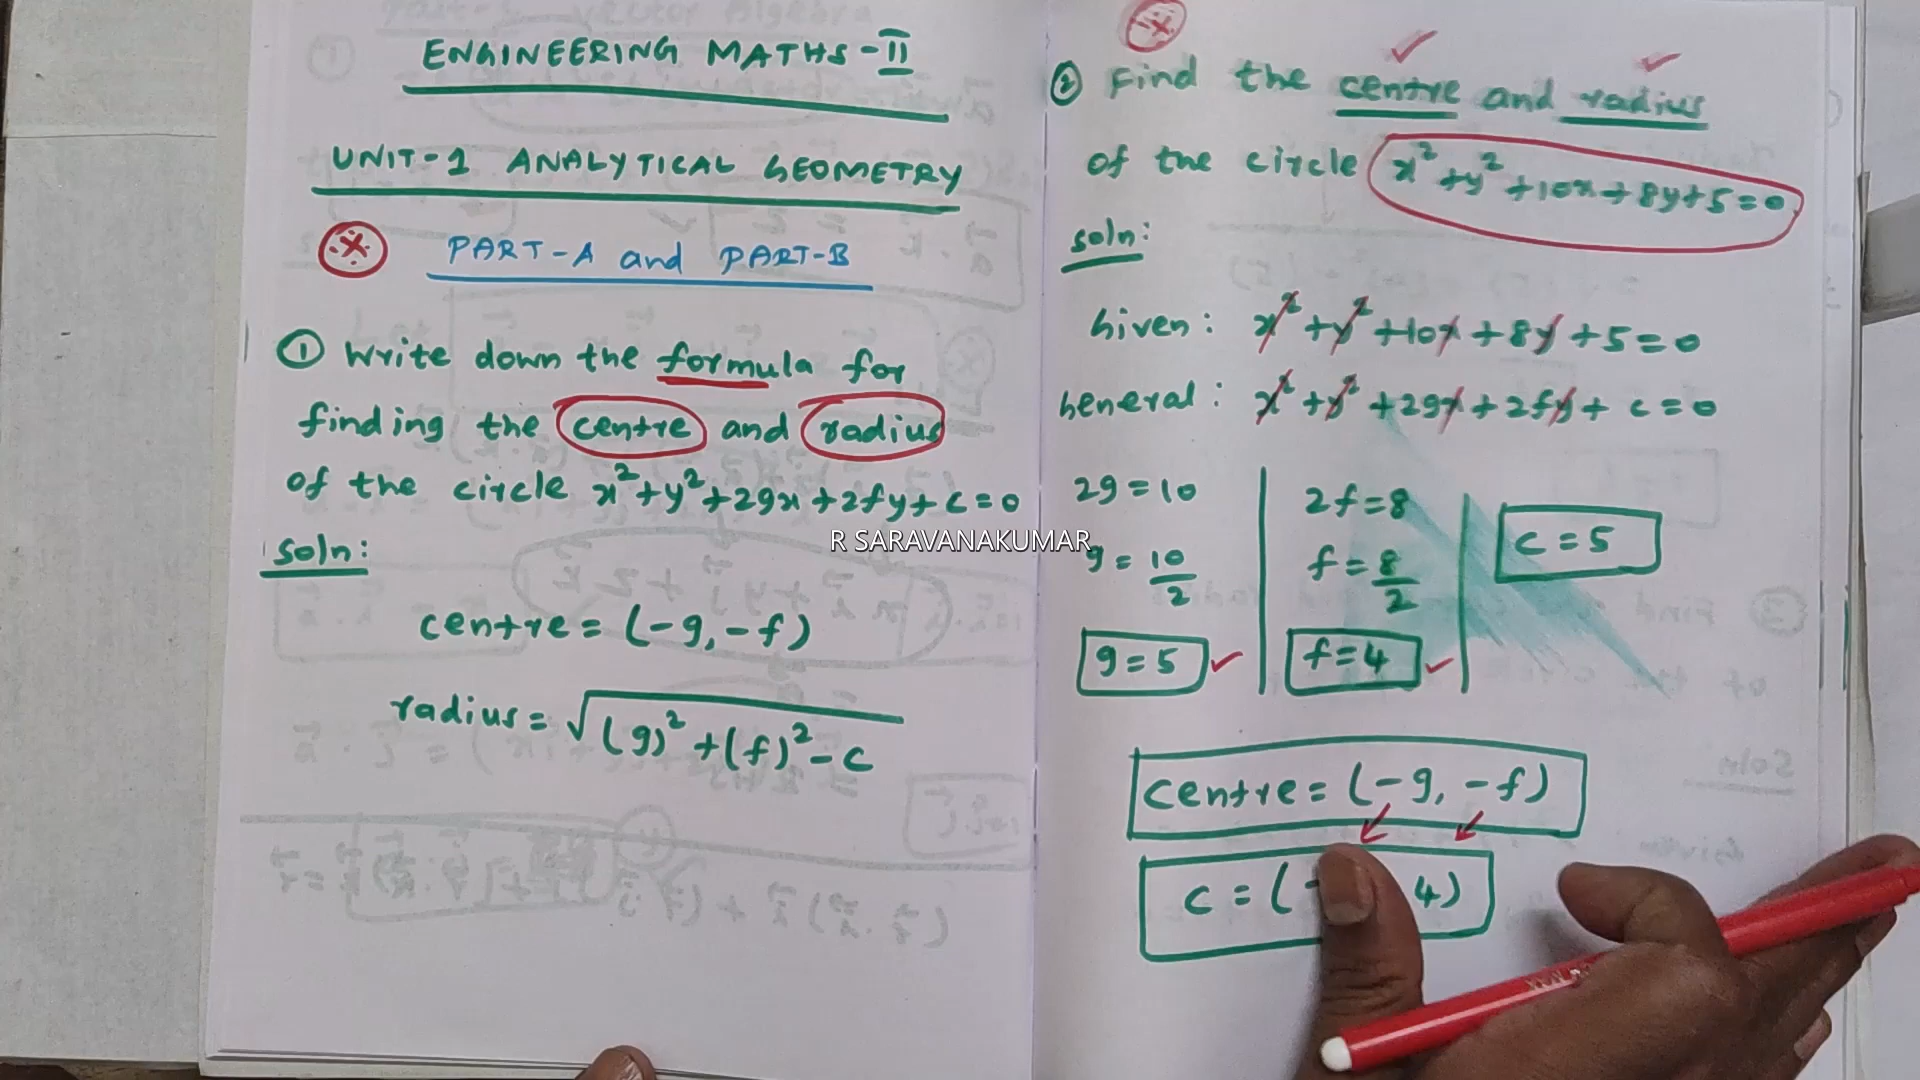 ENGINEERING MATHS-II
UNIT-1 ANALYTICAL GEOMETRY
PART-A and PART-B
① Write down the formula for
finding the centre and radius
of the circle x²+y²+2gx+2fy+c=0
Soln:
centre = (-g, -f)
radius = √(g)²+(f)²-c
R SARAVANAKUMAR
② Find the centre and radius
of the circle x²+y²+10x+8y+5=0
soln:
Given: x²+y²+10x+8y+5=0
General: x²+y²+2gx+2fy+c=0
2g=10
g=10/2
g=5
2f=8
f=8/2
f=4
c=5
centre=(-g, -f)
c=( 4)